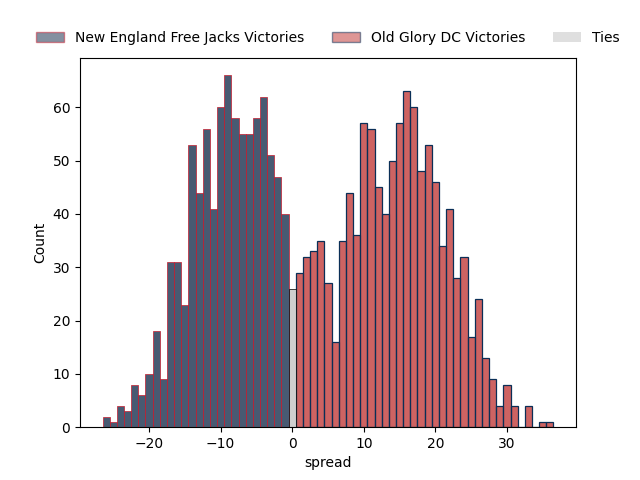 New England Free Jacks Victories Old Glory DC Victories Ties
Count
60
50
40
30
20
10
0
−20 −10 0 10 20 30
spread